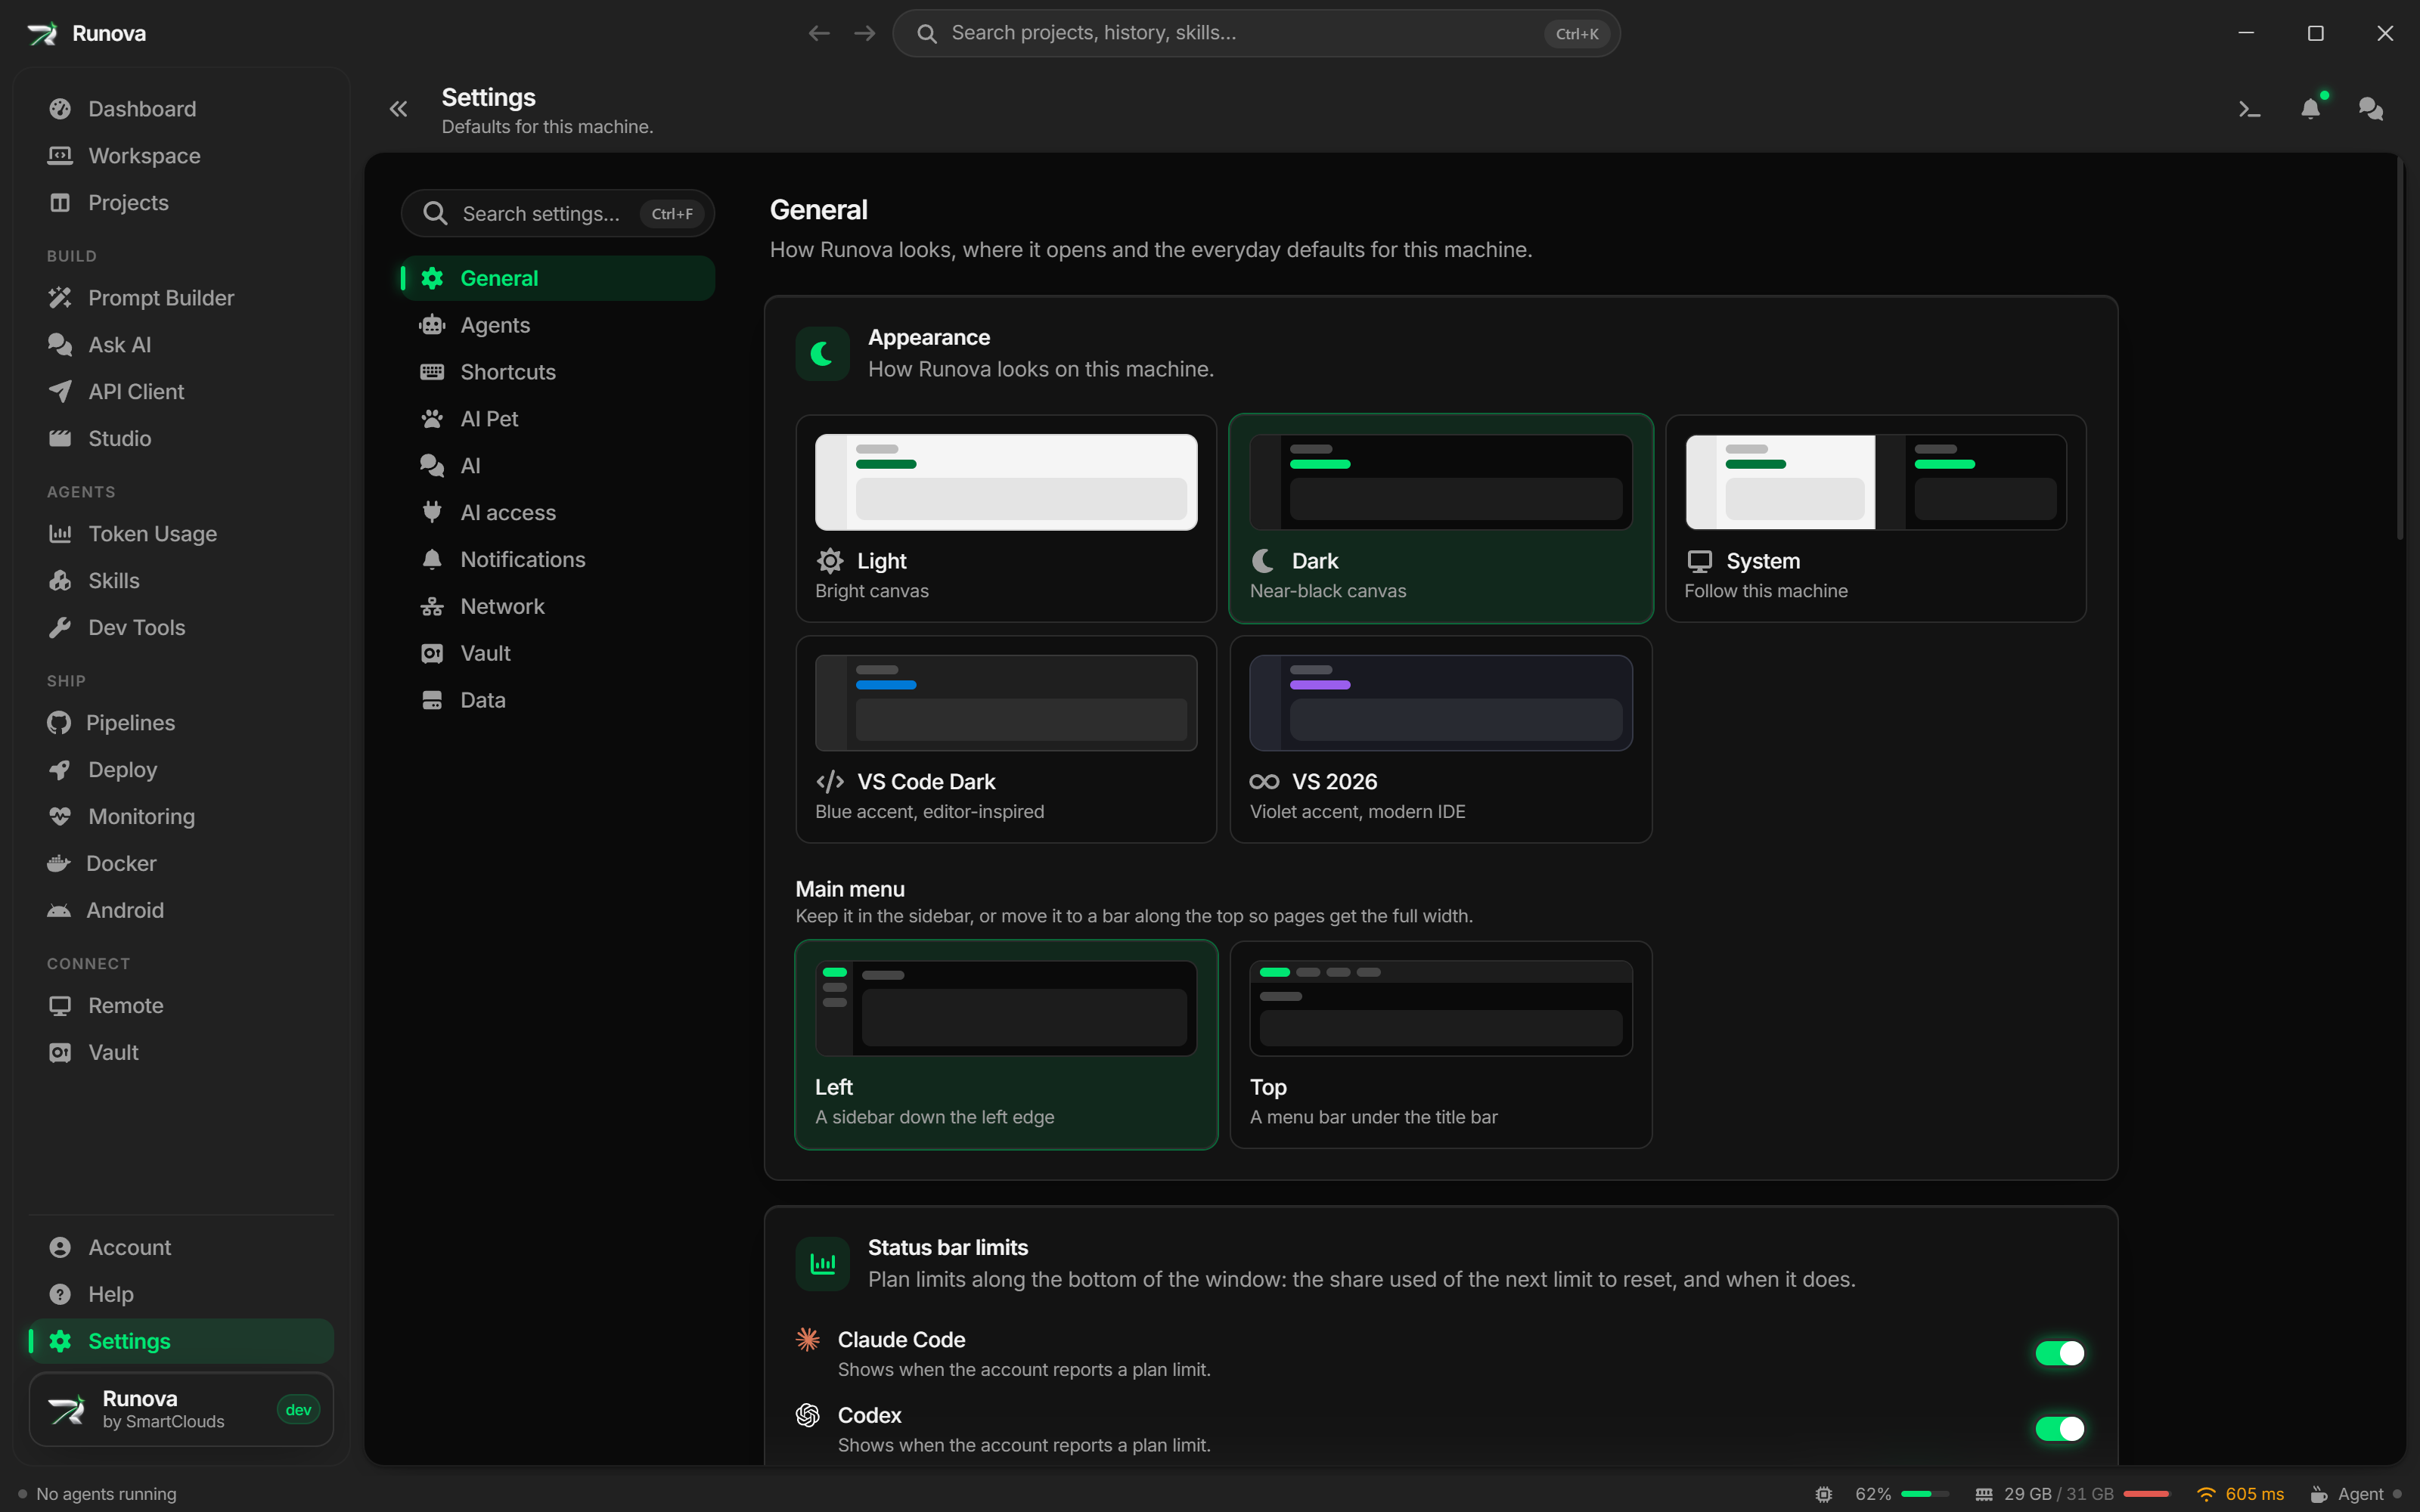 Runova
Search projects, history, skills...
Ctrl+K
Dashboard
Workspace
Projects
BUILD
Prompt Builder
Ask AI
API Client
Studio
AGENTS
Token Usage
Skills
Dev Tools
SHIP
Pipelines
Deploy
Monitoring
Docker
Android
CONNECT
Remote
Vault
Account
Help
Settings
Runova
by SmartClouds
dev
Settings
Defaults for this machine.
Search settings...
Ctrl+F
General
Agents
Shortcuts
AI Pet
AI
AI access
Notifications
Network
Vault
Data
General
How Runova looks, where it opens and the everyday defaults for this machine.
Appearance
How Runova looks on this machine.
Light
Bright canvas
Dark
Near-black canvas
System
Follow this machine
VS Code Dark
Blue accent, editor-inspired
VS 2026
Violet accent, modern IDE
Main menu
Keep it in the sidebar, or move it to a bar along the top so pages get the full width.
Left
A sidebar down the left edge
Top
A menu bar under the title bar
Status bar limits
Plan limits along the bottom of the window: the share used of the next limit to reset, and when it does.
Claude Code
Shows when the account reports a plan limit.
Codex
Shows when the account reports a plan limit.
No agents running
62%
29 GB / 31 GB
605 ms
Agent